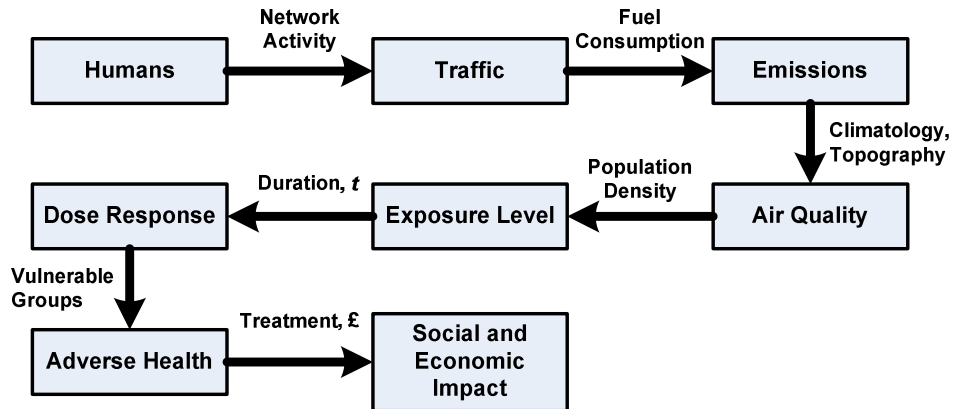 Network
Activity
Fuel
Consumption
Humans
Traffic
Emissions
Climatology,
Topography
Population
Density
Duration, t
Dose Response
Exposure Level
Air Quality
Vulnerable
Groups
Treatment, £
Adverse Health
Social and
Economic
Impact